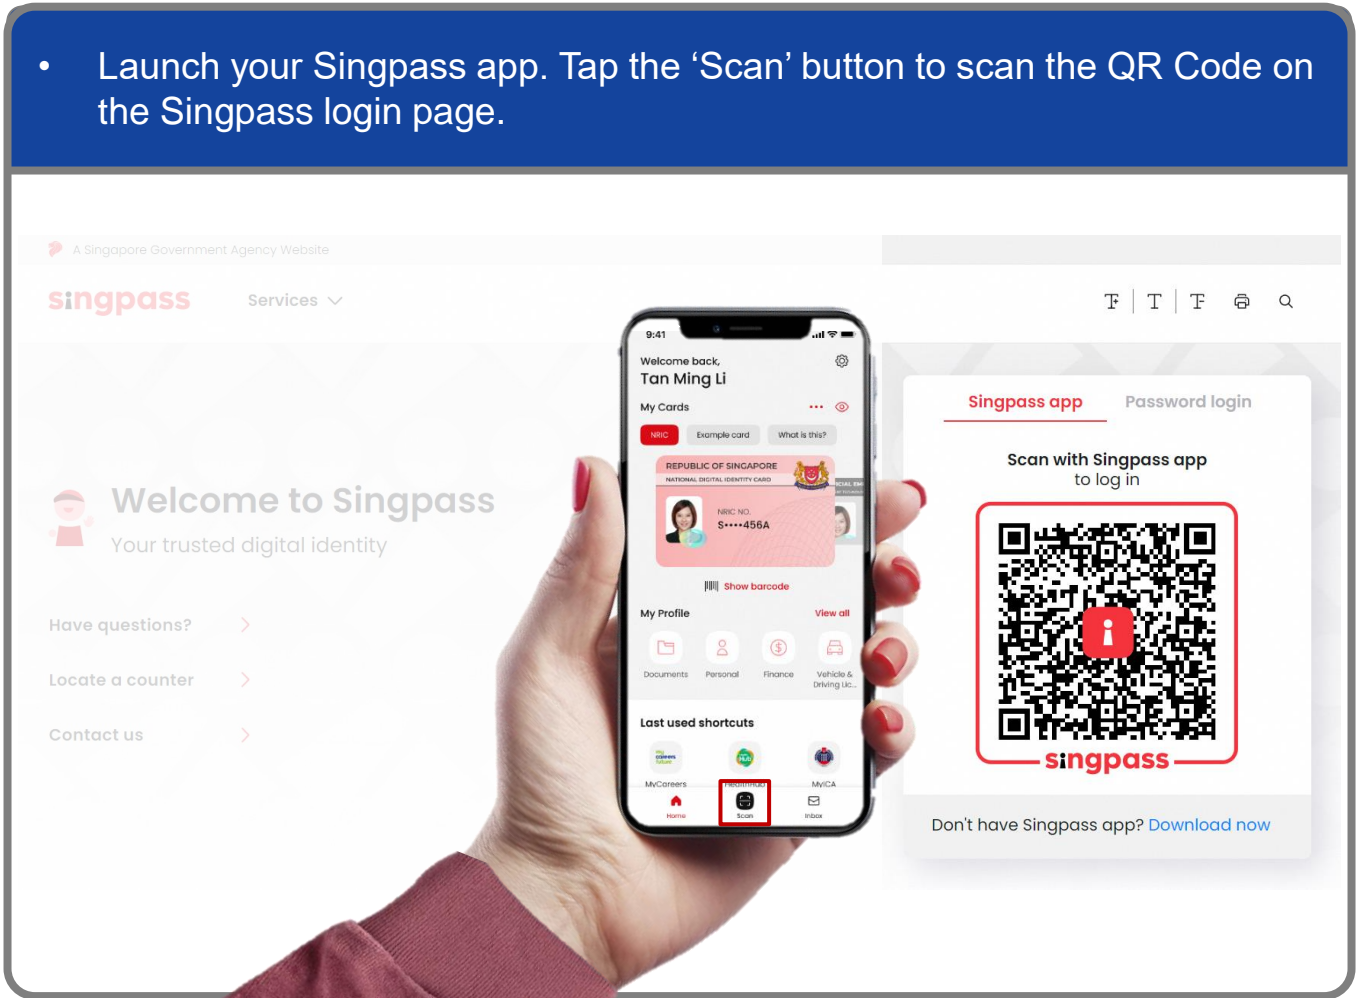 • Launch your Singpass app. Tap the ‘Scan’ button to scan the QR Code on
the Singpass login page.
A Singapore Government Agency Website
singpass
Services
Welcome to Singpass
Your trusted digital identity
Have questions?
Locate a counter
Contact us
9:41
Welcome back,
Tan Ming Li
My Cards
NRIC
Example card
What is this?
REPUBLIC OF SINGAPORE
NATIONAL DIGITAL IDENTITY CARD
NRIC NO.
S••••456A
Show barcode
My Profile
View all
Documents
Personal
Finance
Vehicle &
Driving Lic...
Last used shortcuts
MyCareers
HealthHub
MyICA
Home
Scan
Inbox
Singpass app
Password login
Scan with Singpass app
to log in
singpass
Don't have Singpass app? Download now